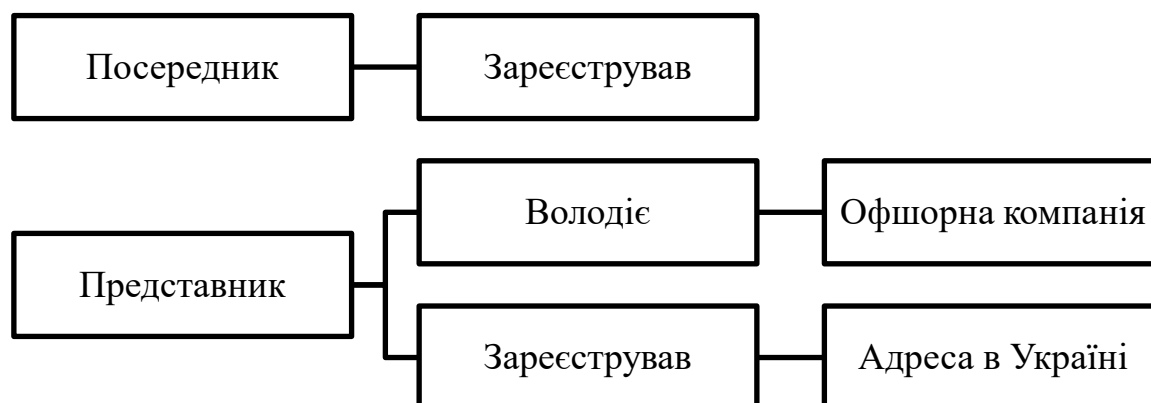 Посередник
Зареєстрував
Представник
Володіє
Офшорна компанія
Зареєстрував
Адреса в Україні